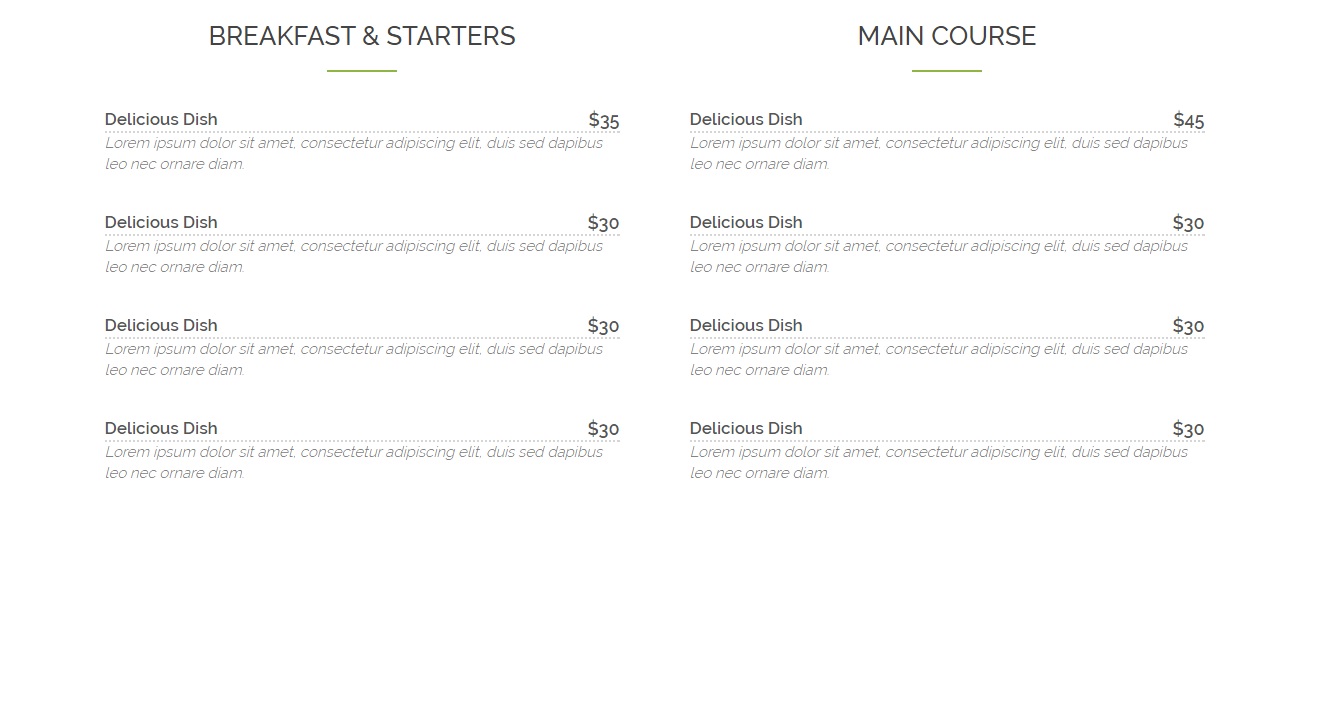 BREAKFAST & STARTERS
Delicious Dish $35
Lorem ipsum dolor sit amet, consectetur adipiscing elit, duis sed dapibus
leo nec ornare diam.
Delicious Dish $30
Lorem ipsum dolor sit amet, consectetur adipiscing elit, duis sed dapibus
leo nec ornare diam.
Delicious Dish $30
Lorem ipsum dolor sit amet, consectetur adipiscing elit, duis sed dapibus
leo nec ornare diam.
Delicious Dish $30
Lorem ipsum dolor sit amet, consectetur adipiscing elit, duis sed dapibus
leo nec ornare diam.
MAIN COURSE
Delicious Dish $45
Lorem ipsum dolor sit amet, consectetur adipiscing elit, duis sed dapibus
leo nec ornare diam.
Delicious Dish $30
Lorem ipsum dolor sit amet, consectetur adipiscing elit, duis sed dapibus
leo nec ornare diam.
Delicious Dish $30
Lorem ipsum dolor sit amet, consectetur adipiscing elit, duis sed dapibus
leo nec ornare diam.
Delicious Dish $30
Lorem ipsum dolor sit amet, consectetur adipiscing elit, duis sed dapibus
leo nec ornare diam.